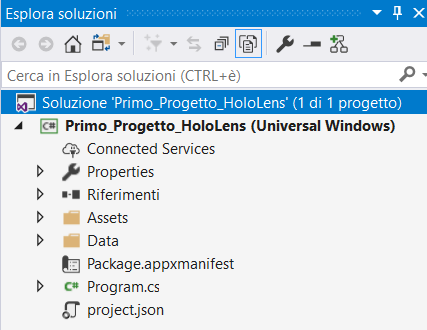 Esplora soluzioni
Cerca in Esplora soluzioni (CTRL+è)
Soluzione 'Primo_Progetto_HoloLens' (1 di 1 progetto)
C# Primo_Progetto_HoloLens (Universal Windows)
Connected Services
Properties
Riferimenti
Assets
Data
Package.appxmanifest
C# Program.cs
project.json